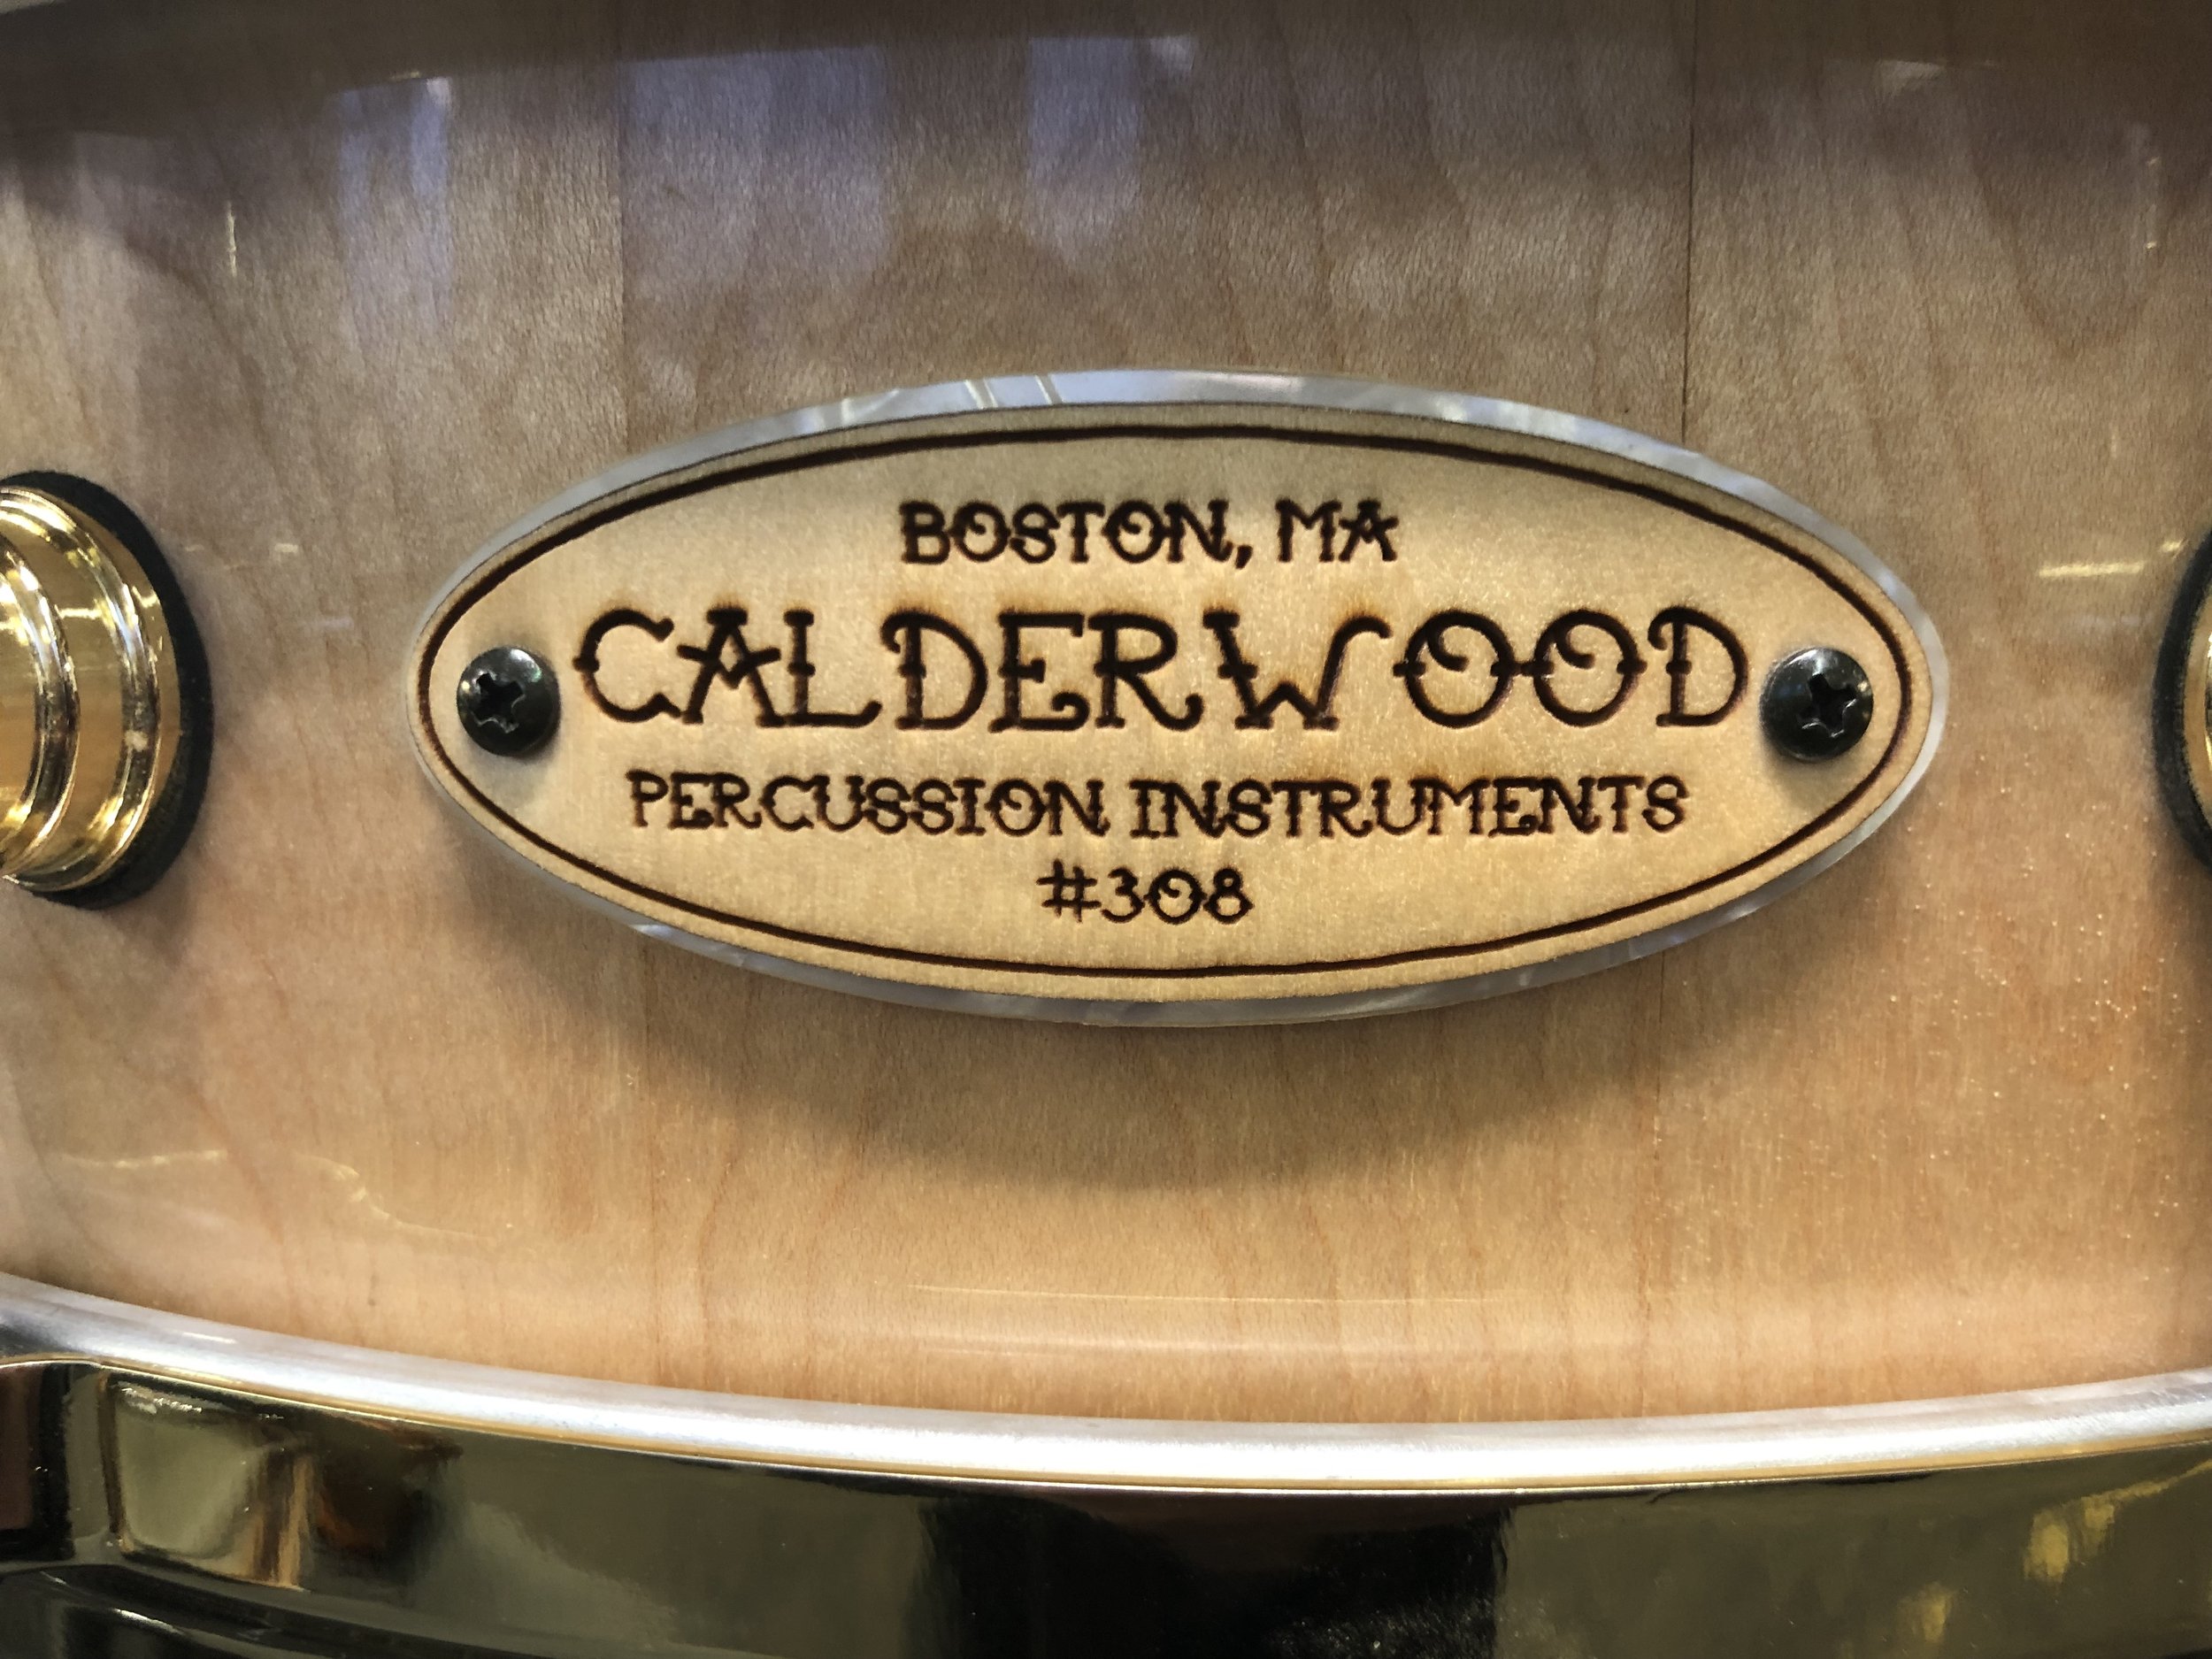 BOSTON, MA
CALDERWOOD
PERCUSSION INSTRUMENTS
#308